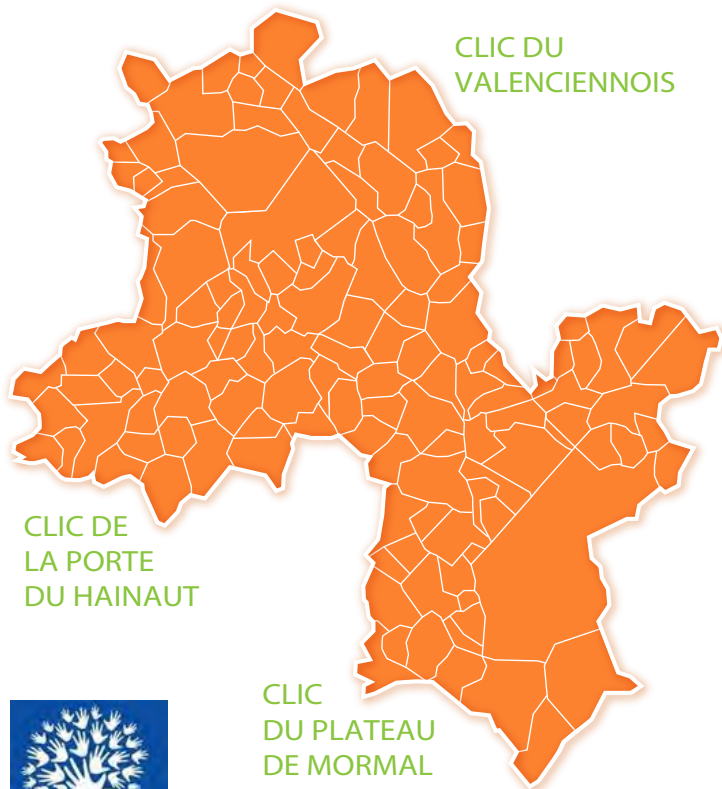 CLIC DU
VALENCIENNOIS
CLIC DE
LA PORTE
DU HAINAUT
CLIC
DU PLATEAU
DE MORMAL